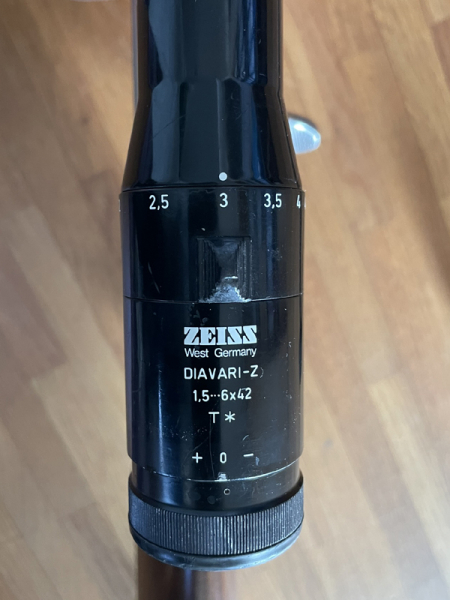 2,5 3 3,5 4
ZEISS
West Germany
DIAVARI-Z
1,5···6x42
T*
+ 0 −